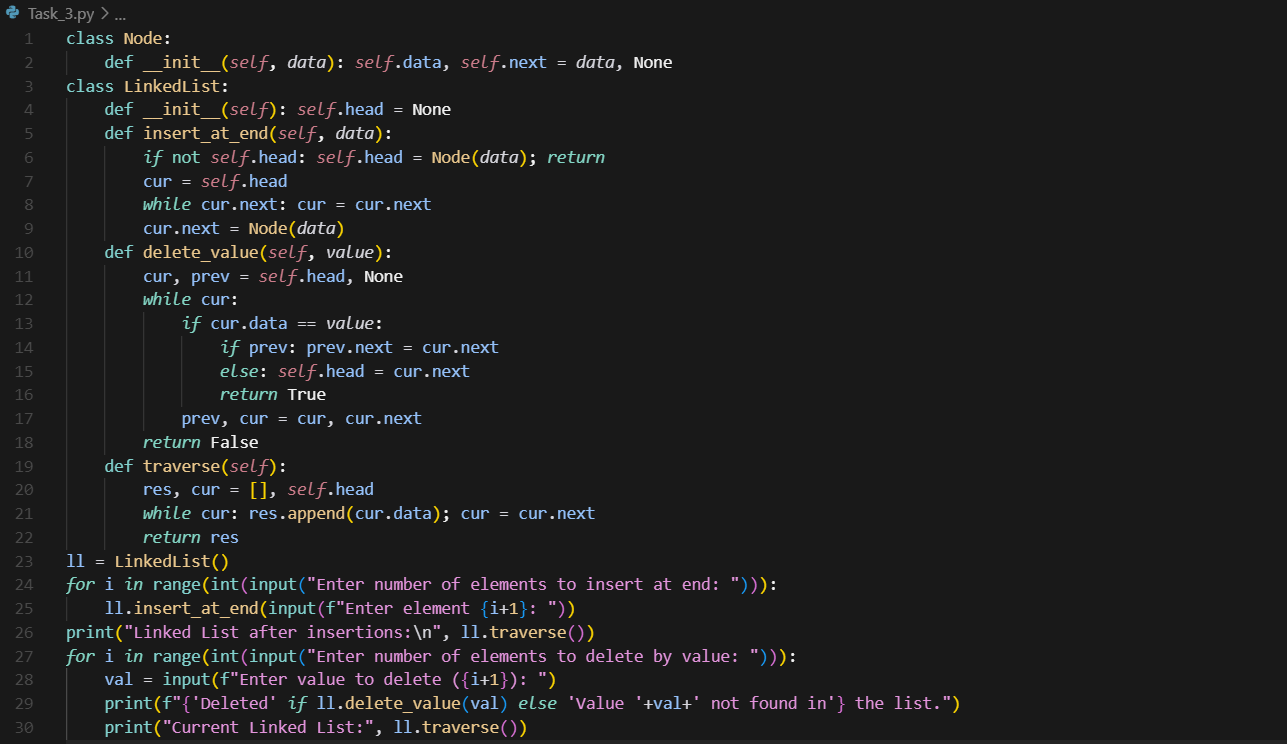 Task_3.py > ...
1 class Node:
2     def __init__(self, data): self.data, self.next = data, None
3 class LinkedList:
4     def __init__(self): self.head = None
5     def insert_at_end(self, data):
6         if not self.head: self.head = Node(data); return
7         cur = self.head
8         while cur.next: cur = cur.next
9         cur.next = Node(data)
10     def delete_value(self, value):
11         cur, prev = self.head, None
12         while cur:
13             if cur.data == value:
14                 if prev: prev.next = cur.next
15                 else: self.head = cur.next
16                 return True
17             prev, cur = cur, cur.next
18         return False
19     def traverse(self):
20         res, cur = [], self.head
21         while cur: res.append(cur.data); cur = cur.next
22         return res
23 ll = LinkedList()
24 for i in range(int(input("Enter number of elements to insert at end: "))):
25     ll.insert_at_end(input(f"Enter element {i+1}: "))
26 print("Linked List after insertions:\n", ll.traverse())
27 for i in range(int(input("Enter number of elements to delete by value: "))):
28     val = input(f"Enter value to delete ({i+1}): ")
29     print(f"{'Deleted' if ll.delete_value(val) else 'Value '+val+' not found in'} the list.")
30     print("Current Linked List:", ll.traverse())